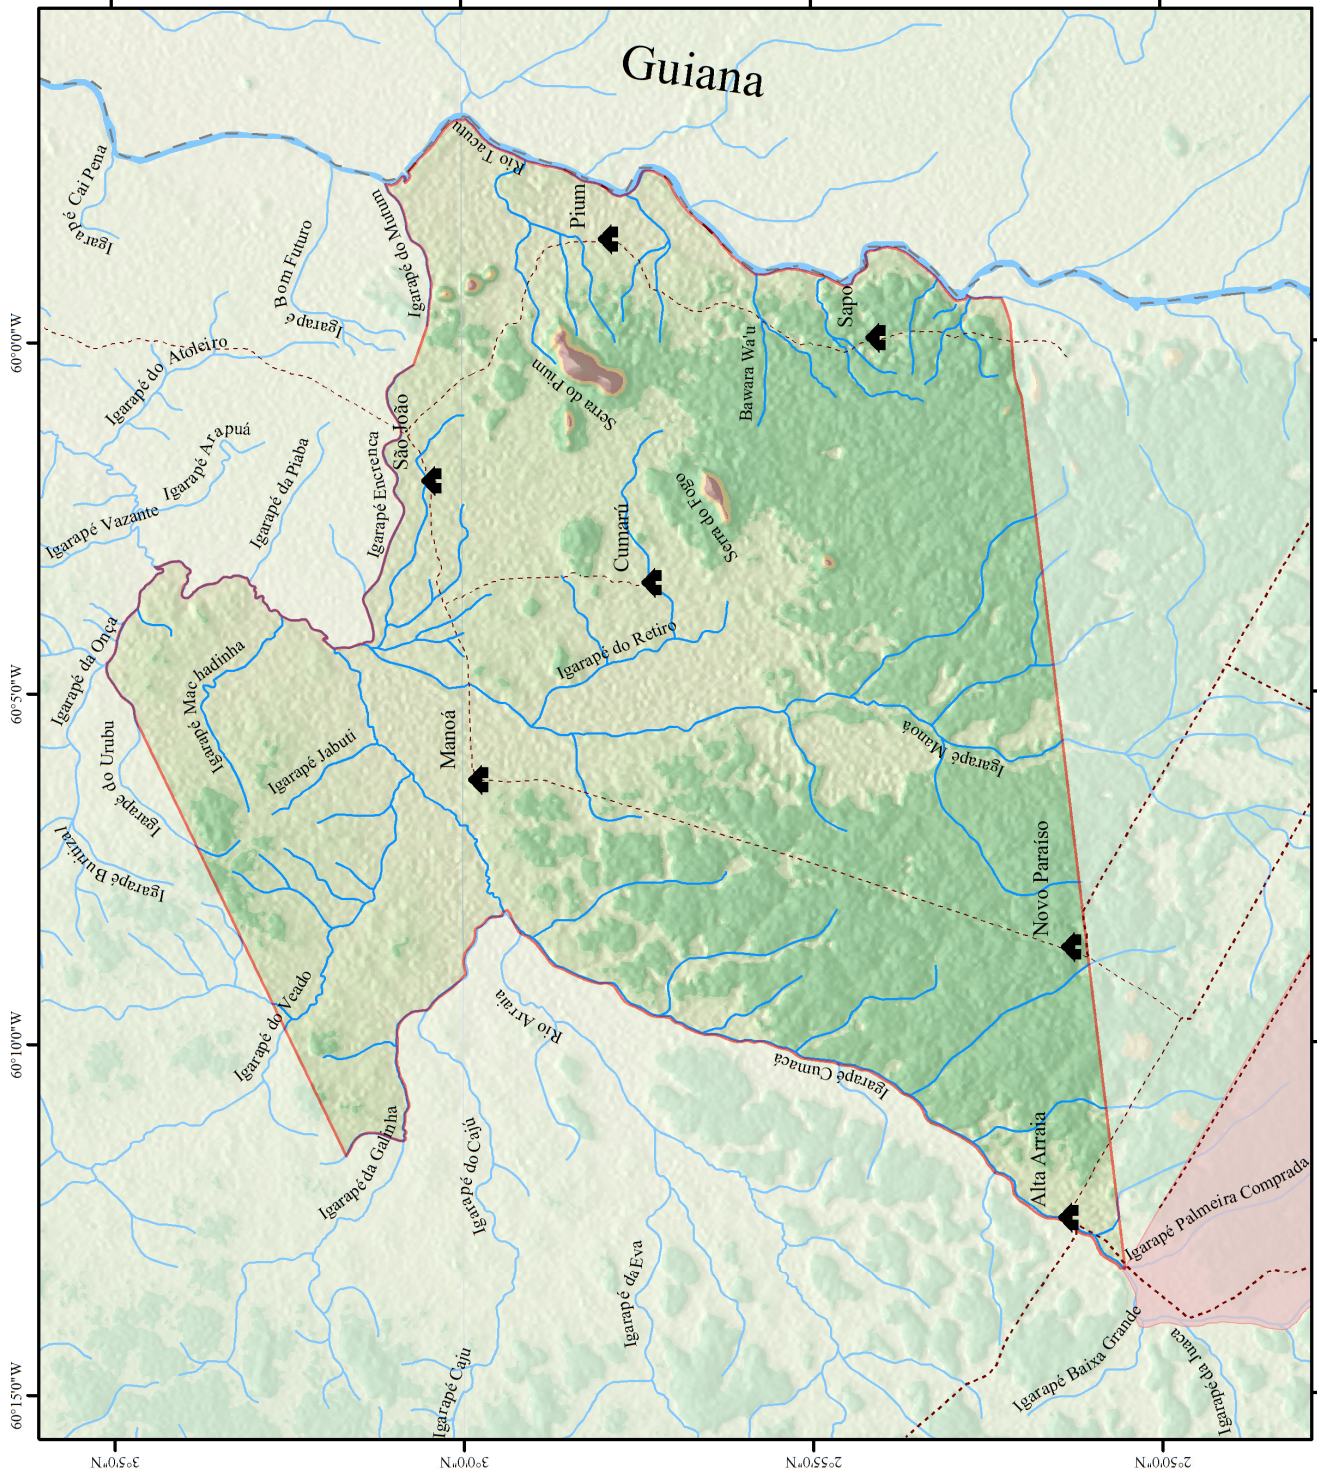 Guiana
Igarapé Cai Pena
Igarapé
Rio Tacutu
Pium
Igarapé do Mutum
Bom Futuro
Igarapé
Sapo
60°0'0"W
Igarapé do Atoleiro
Bawara Wa'u
Serra do Pium
São João
Igarapé Arapuá
Igarapé da Piaba
Igarapé Encrenca
Igarapé Vazante
Cumarú
Serra do Fogo
Igarapé da Onça
Igarapé Machadinha
Igarapé do Retiro
60°5'0"W
Manoá
Igarapé Jabuti
Igarapé do Urubu
Igarapé Manoá
Igarapé Buritizal
Novo Paraíso
Igarapé do Veado
Rio Arraia
60°10'0"W
Igarapé Cumacá
Igarapé da Galinha
Igarapé do Cajú
Alta Arraia
Igarapé Palmeira Comprada
Igarapé da Eva
Igarapé Baixa Grande
Igarapé da Juaca
Igarapé Caju
60°15'0"W
3°5'0"N
3°0'0"N
2°55'0"N
2°50'0"N